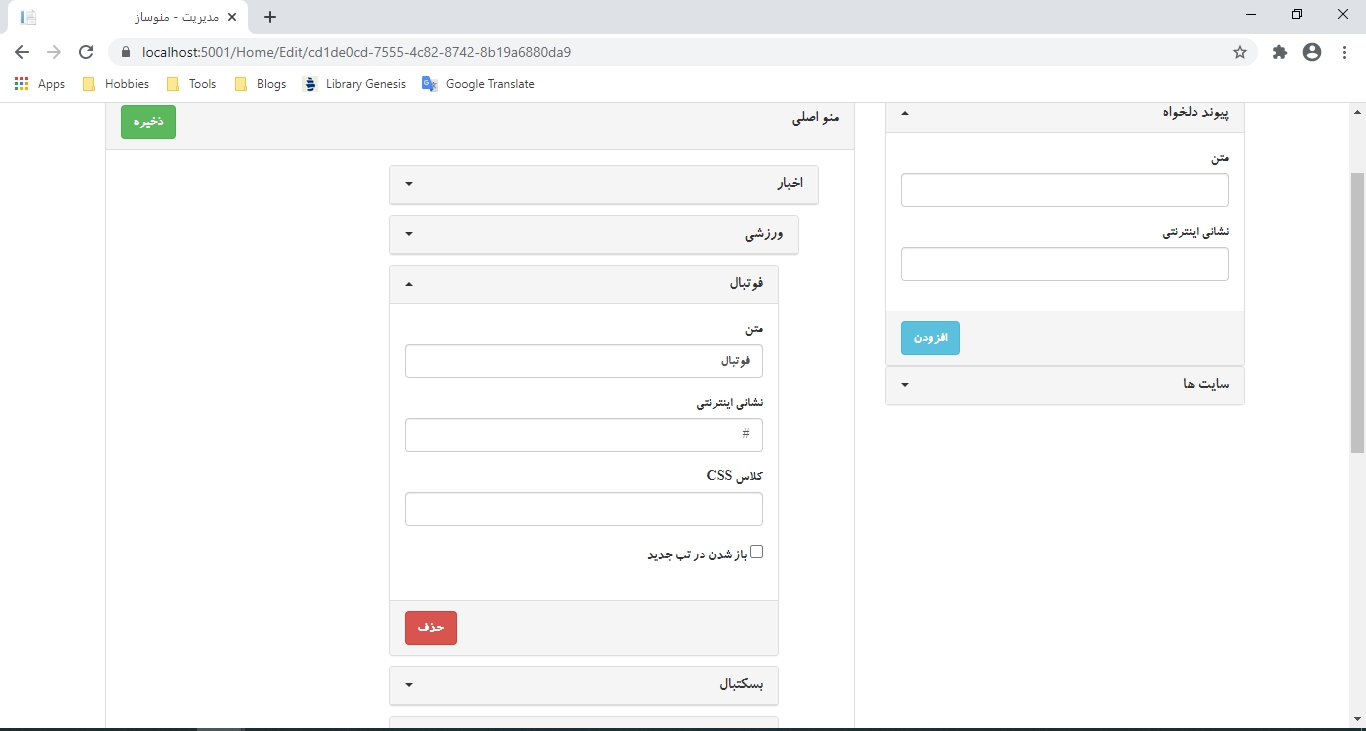 مدیریت - منوساز
localhost:5001/Home/Edit/cd1de0cd-7555-4c82-8742-8b19a6880da9
Apps Hobbies Tools Blogs Library Genesis Google Translate
پیوند دلخواه
متن
نشانی اینترنتی
افزودن
سایت ها
منو اصلی
ذخیره
اخبار
ورزشی
فوتبال
متن
فوتبال
نشانی اینترنتی
#
کلاس CSS
باز شدن در تب جدید
حذف
بسکتبال